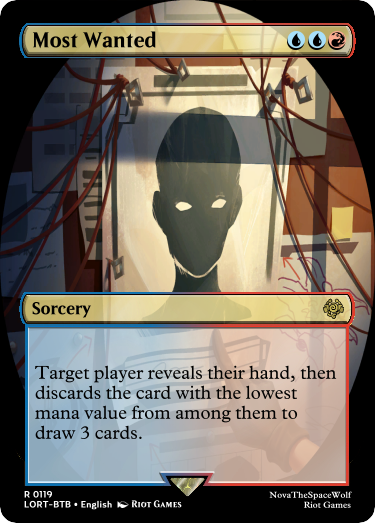 Most Wanted
Sorcery
Target player reveals their hand, then
discards the card with the lowest
mana value from among them to
draw 3 cards.
R 0119
LORT-BTB • English RIOT GAMES
NovaTheSpaceWolf
Riot Games